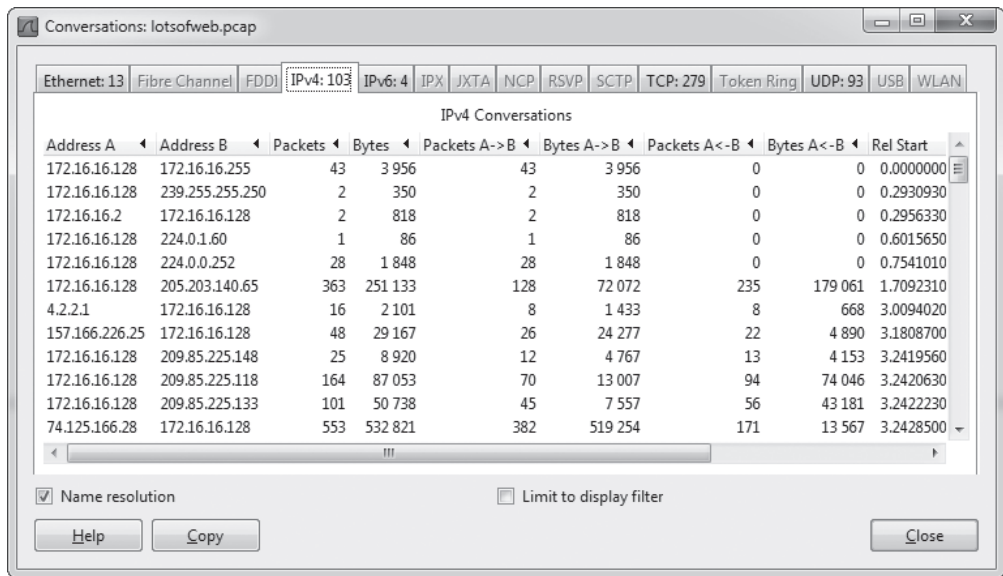 Conversations: lotsofweb.pcap
Ethernet: 13 Fibre Channel FDDI IPv4: 103 IPv6: 4 IPX JXTA NCP RSVP SCTP TCP: 279 Token Ring UDP: 93 USB WLAN
IPv4 Conversations
Address A Address B Packets Bytes Packets A->B Bytes A->B Packets A<-B Bytes A<-B Rel Start
172.16.16.128 172.16.16.255 43 3 956 43 3 956 0 0 0.0000000
172.16.16.128 239.255.255.250 2 350 2 350 0 0 0.2930930
172.16.16.2 172.16.16.128 2 818 2 818 0 0 0.2956330
172.16.16.128 224.0.1.60 1 86 1 86 0 0 0.6015650
172.16.16.128 224.0.0.252 28 1 848 28 1 848 0 0 0.7541010
172.16.16.128 205.203.140.65 363 251 133 128 72 072 235 179 061 1.7092310
4.2.2.1 172.16.16.128 16 2 101 8 1 433 8 668 3.0094020
157.166.226.25 172.16.16.128 48 29 167 26 24 277 22 4 890 3.1808700
172.16.16.128 209.85.225.148 25 8 920 12 4 767 13 4 153 3.2419560
172.16.16.128 209.85.225.118 164 87 053 70 13 007 94 74 046 3.2420630
172.16.16.128 209.85.225.133 101 50 738 45 7 557 56 43 181 3.2422230
74.125.166.28 172.16.16.128 553 532 821 382 519 254 171 13 567 3.2428500
Name resolution Limit to display filter
Help Copy Close